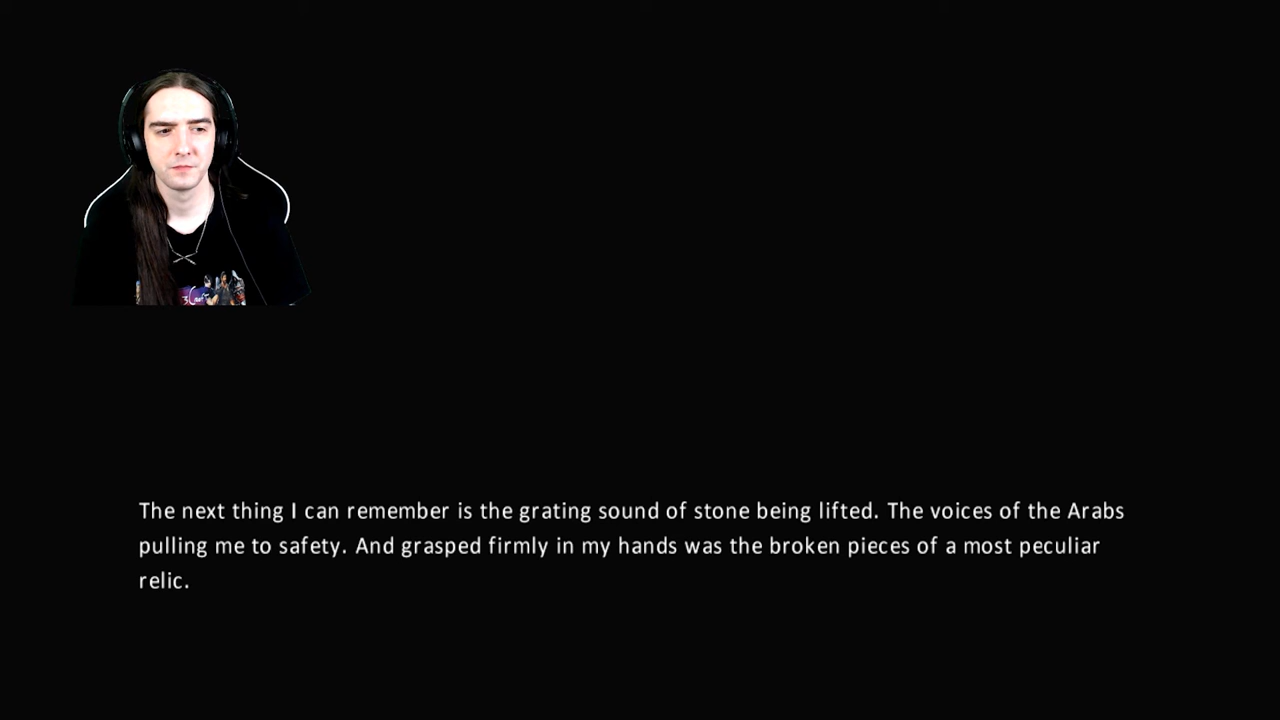 The next thing I can remember is the grating sound of stone being lifted. The voices of the Arabs
pulling me to safety. And grasped firmly in my hands was the broken pieces of a most peculiar
relic.